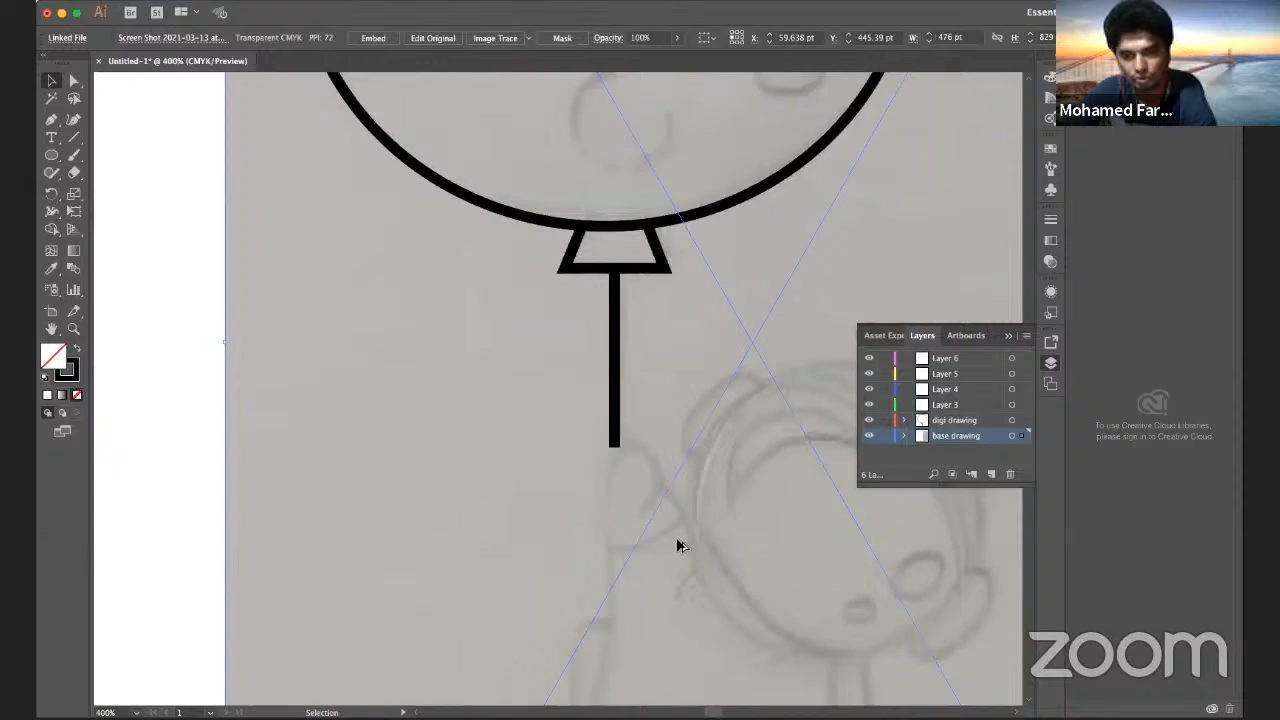 Ai Br St Essent
Linked File Screen Shot 2021-03-13 at... Transparent CMYK PPI: 72 Embed Edit Original Image Trace Mask Opacity: 100% X: 59.638 pt Y: 445.39 pt W: 476 pt H: 829
× Untitled-1* @ 400% (CMYK/Preview)
Mohamed Far...
Asset Expo Layers Artboards
Layer 6
Layer 5
Layer 4
Layer 3
digi drawing
base drawing
6 La...
To use Creative Cloud Libraries,
please sign in to Creative Cloud
zoom
400% 1 Selection